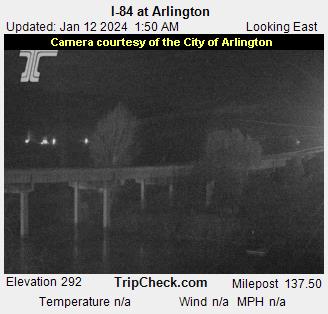 I-84 at Arlington
Updated: Jan 12 2024 1:50 AM Looking East
Camera courtesy of the City of Arlington
Elevation 292 TripCheck.com Milepost 137.50
Temperature n/a Wind n/a MPH n/a